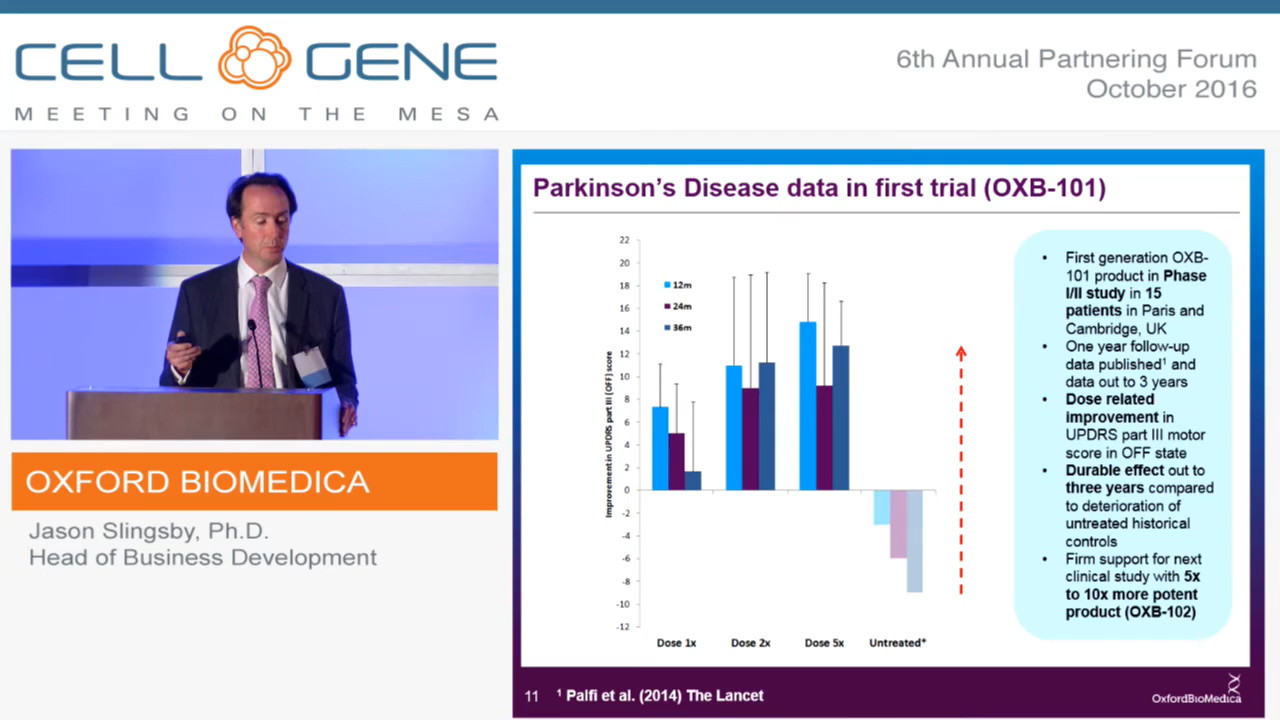 CELL GENE
MEETING ON THE MESA
6th Annual Partnering Forum
October 2016
OXFORD BIOMEDICA
Jason Slingsby, Ph.D.
Head of Business Development
Parkinson's Disease data in first trial (OXB-101)
Improvement in UPDRS part III (OFF) score
22
20
18
16
14
12
10
8
6
4
2
0
-2
-4
-6
-8
-10
-12
12m
24m
36m
Dose 1x
Dose 2x
Dose 5x
Untreated*
• First generation OXB-
101 product in Phase
I/II study in 15
patients in Paris and
Cambridge, UK
• One year follow-up
data published¹ and
data out to 3 years
• Dose related
improvement in
UPDRS part III motor
score in OFF state
• Durable effect out to
three years compared
to deterioration of
untreated historical
controls
• Firm support for next
clinical study with 5x
to 10x more potent
product (OXB-102)
11
¹ Palfi et al. (2014) The Lancet
OxfordBioMedica